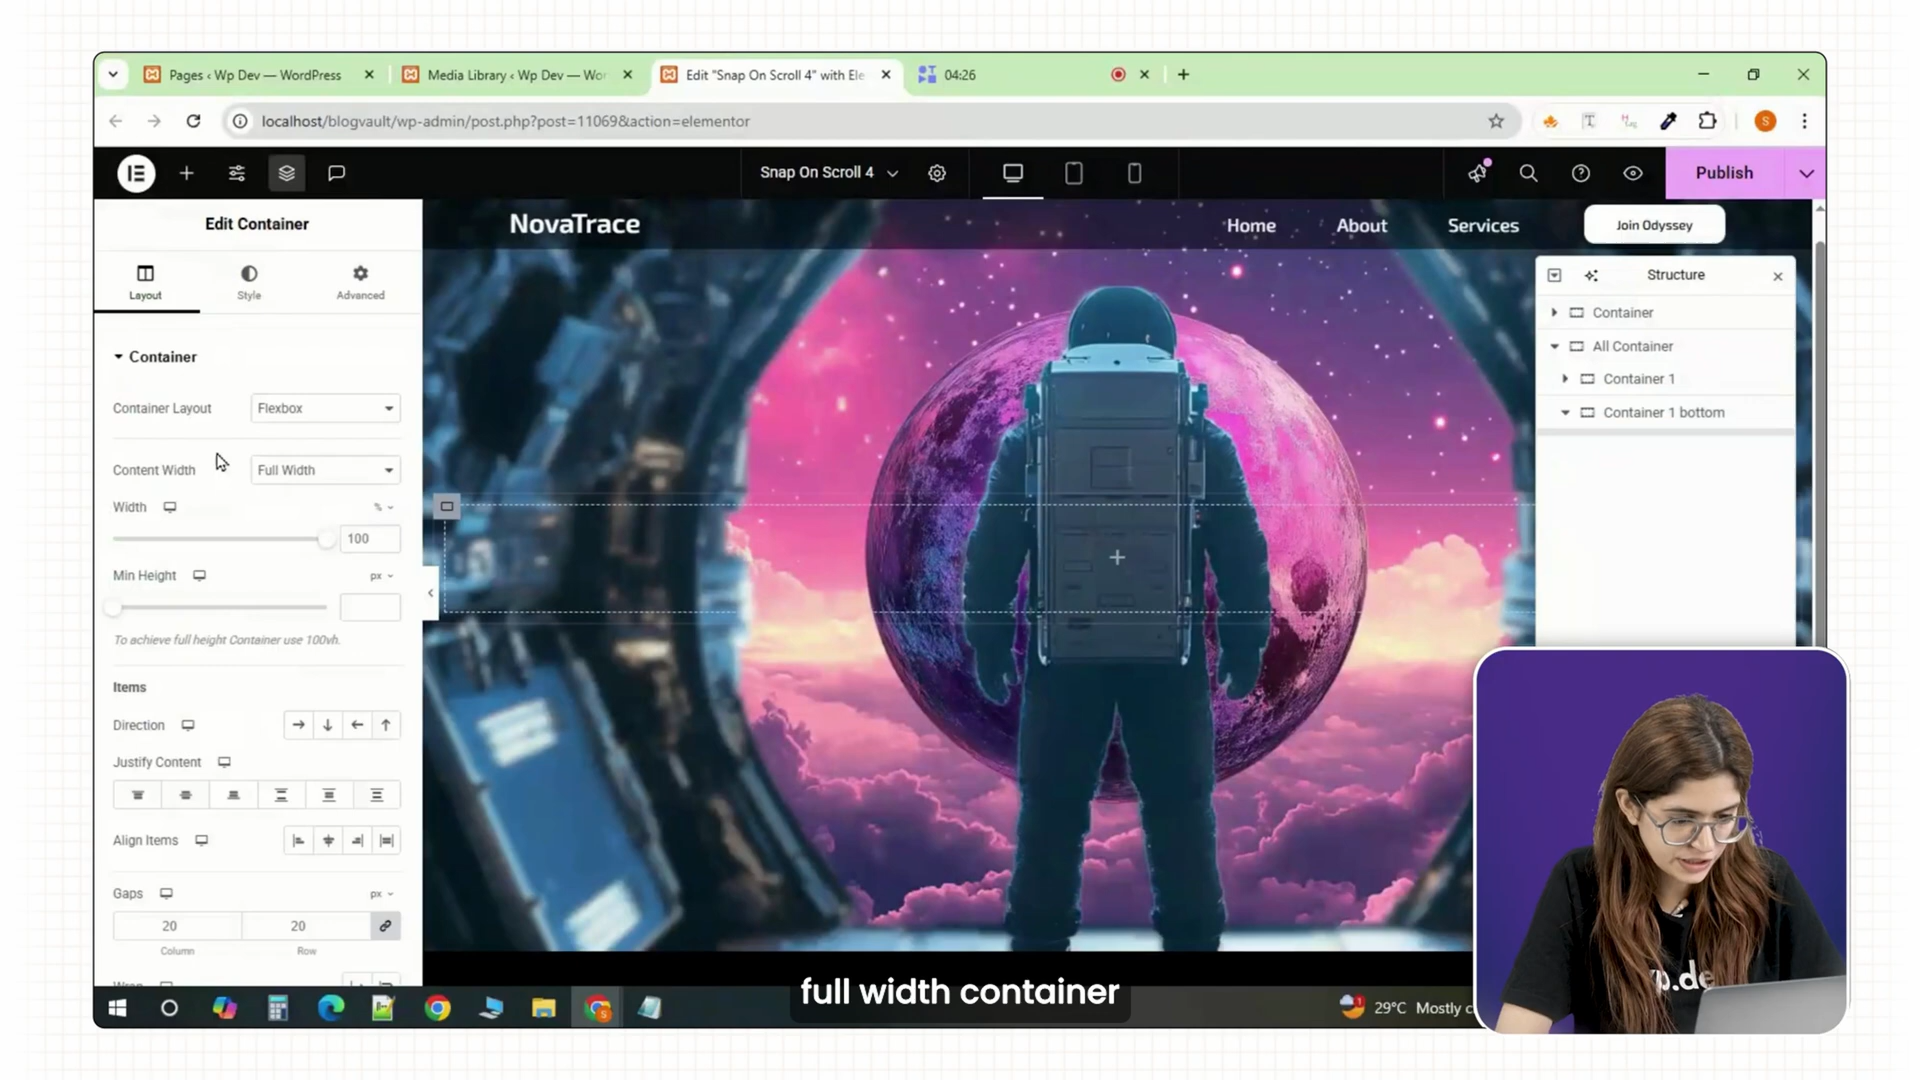 Pages ‹ Wp Dev — WordPress
Media Library ‹ Wp Dev — Wor
Edit "Snap On Scroll 4" with Ele
04:26
localhost/blogvault/wp-admin/post.php?post=11069&action=elementor
S
Snap On Scroll 4
Publish
Edit Container
Layout
Style
Advanced
Container
Container Layout
Flexbox
Content Width
Full Width
Width
%
100
Min Height
px
To achieve full height Container use 100vh.
Items
Direction
Justify Content
Align Items
Gaps
px
20
20
Column
Row
NovaTrace
Home
About
Services
Join Odyssey
Structure
Container
All Container
Container 1
Container 1 bottom
full width container
29°C Mostly c